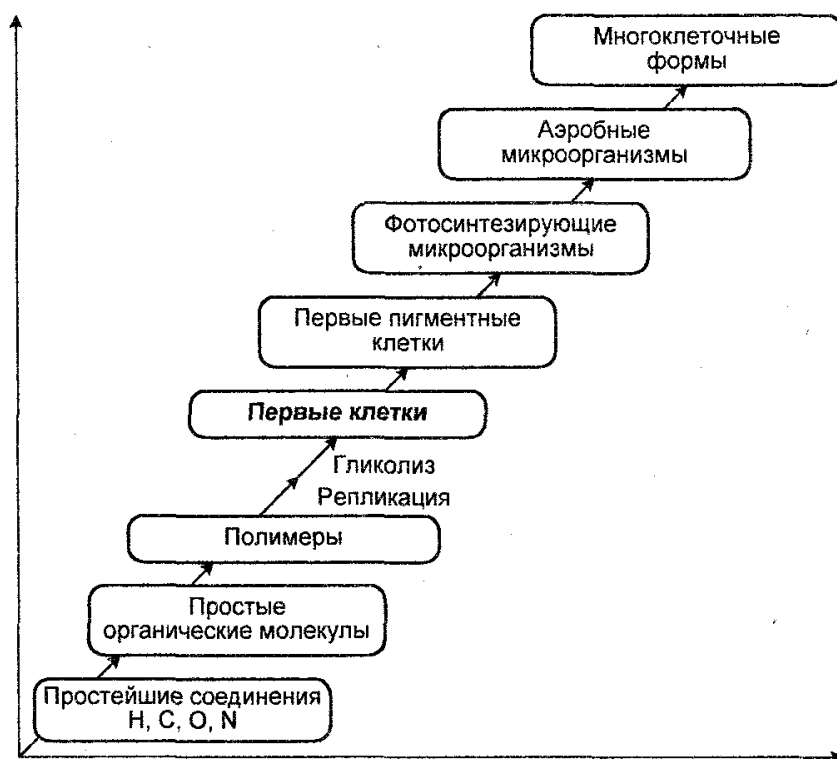 Многоклеточные
формы
Аэробные
микроорганизмы
Фотосинтезирующие
микроорганизмы
Первые пигментные
клетки
Первые клетки
Гликолиз
Репликация
Полимеры
Простые
органические молекулы
Простейшие соединения
H, C, O, N